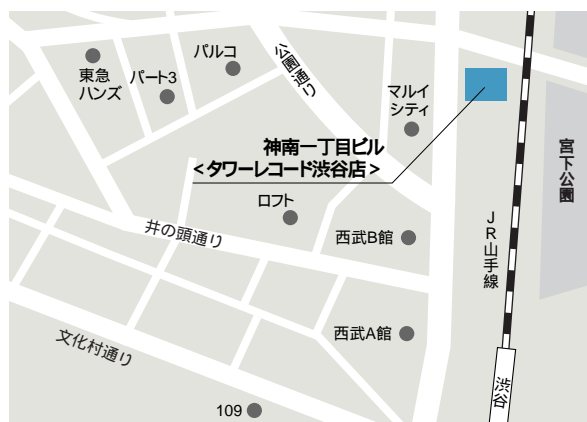 パルコ
公園通り
東急
ハンズ
パート3
マルイ
シティ
神南一丁目ビル
<タワーレコード渋谷店>
宮下公園
ロフト
井の頭通り
西武B館
JR山手線
西武A館
文化村通り
渋谷
109